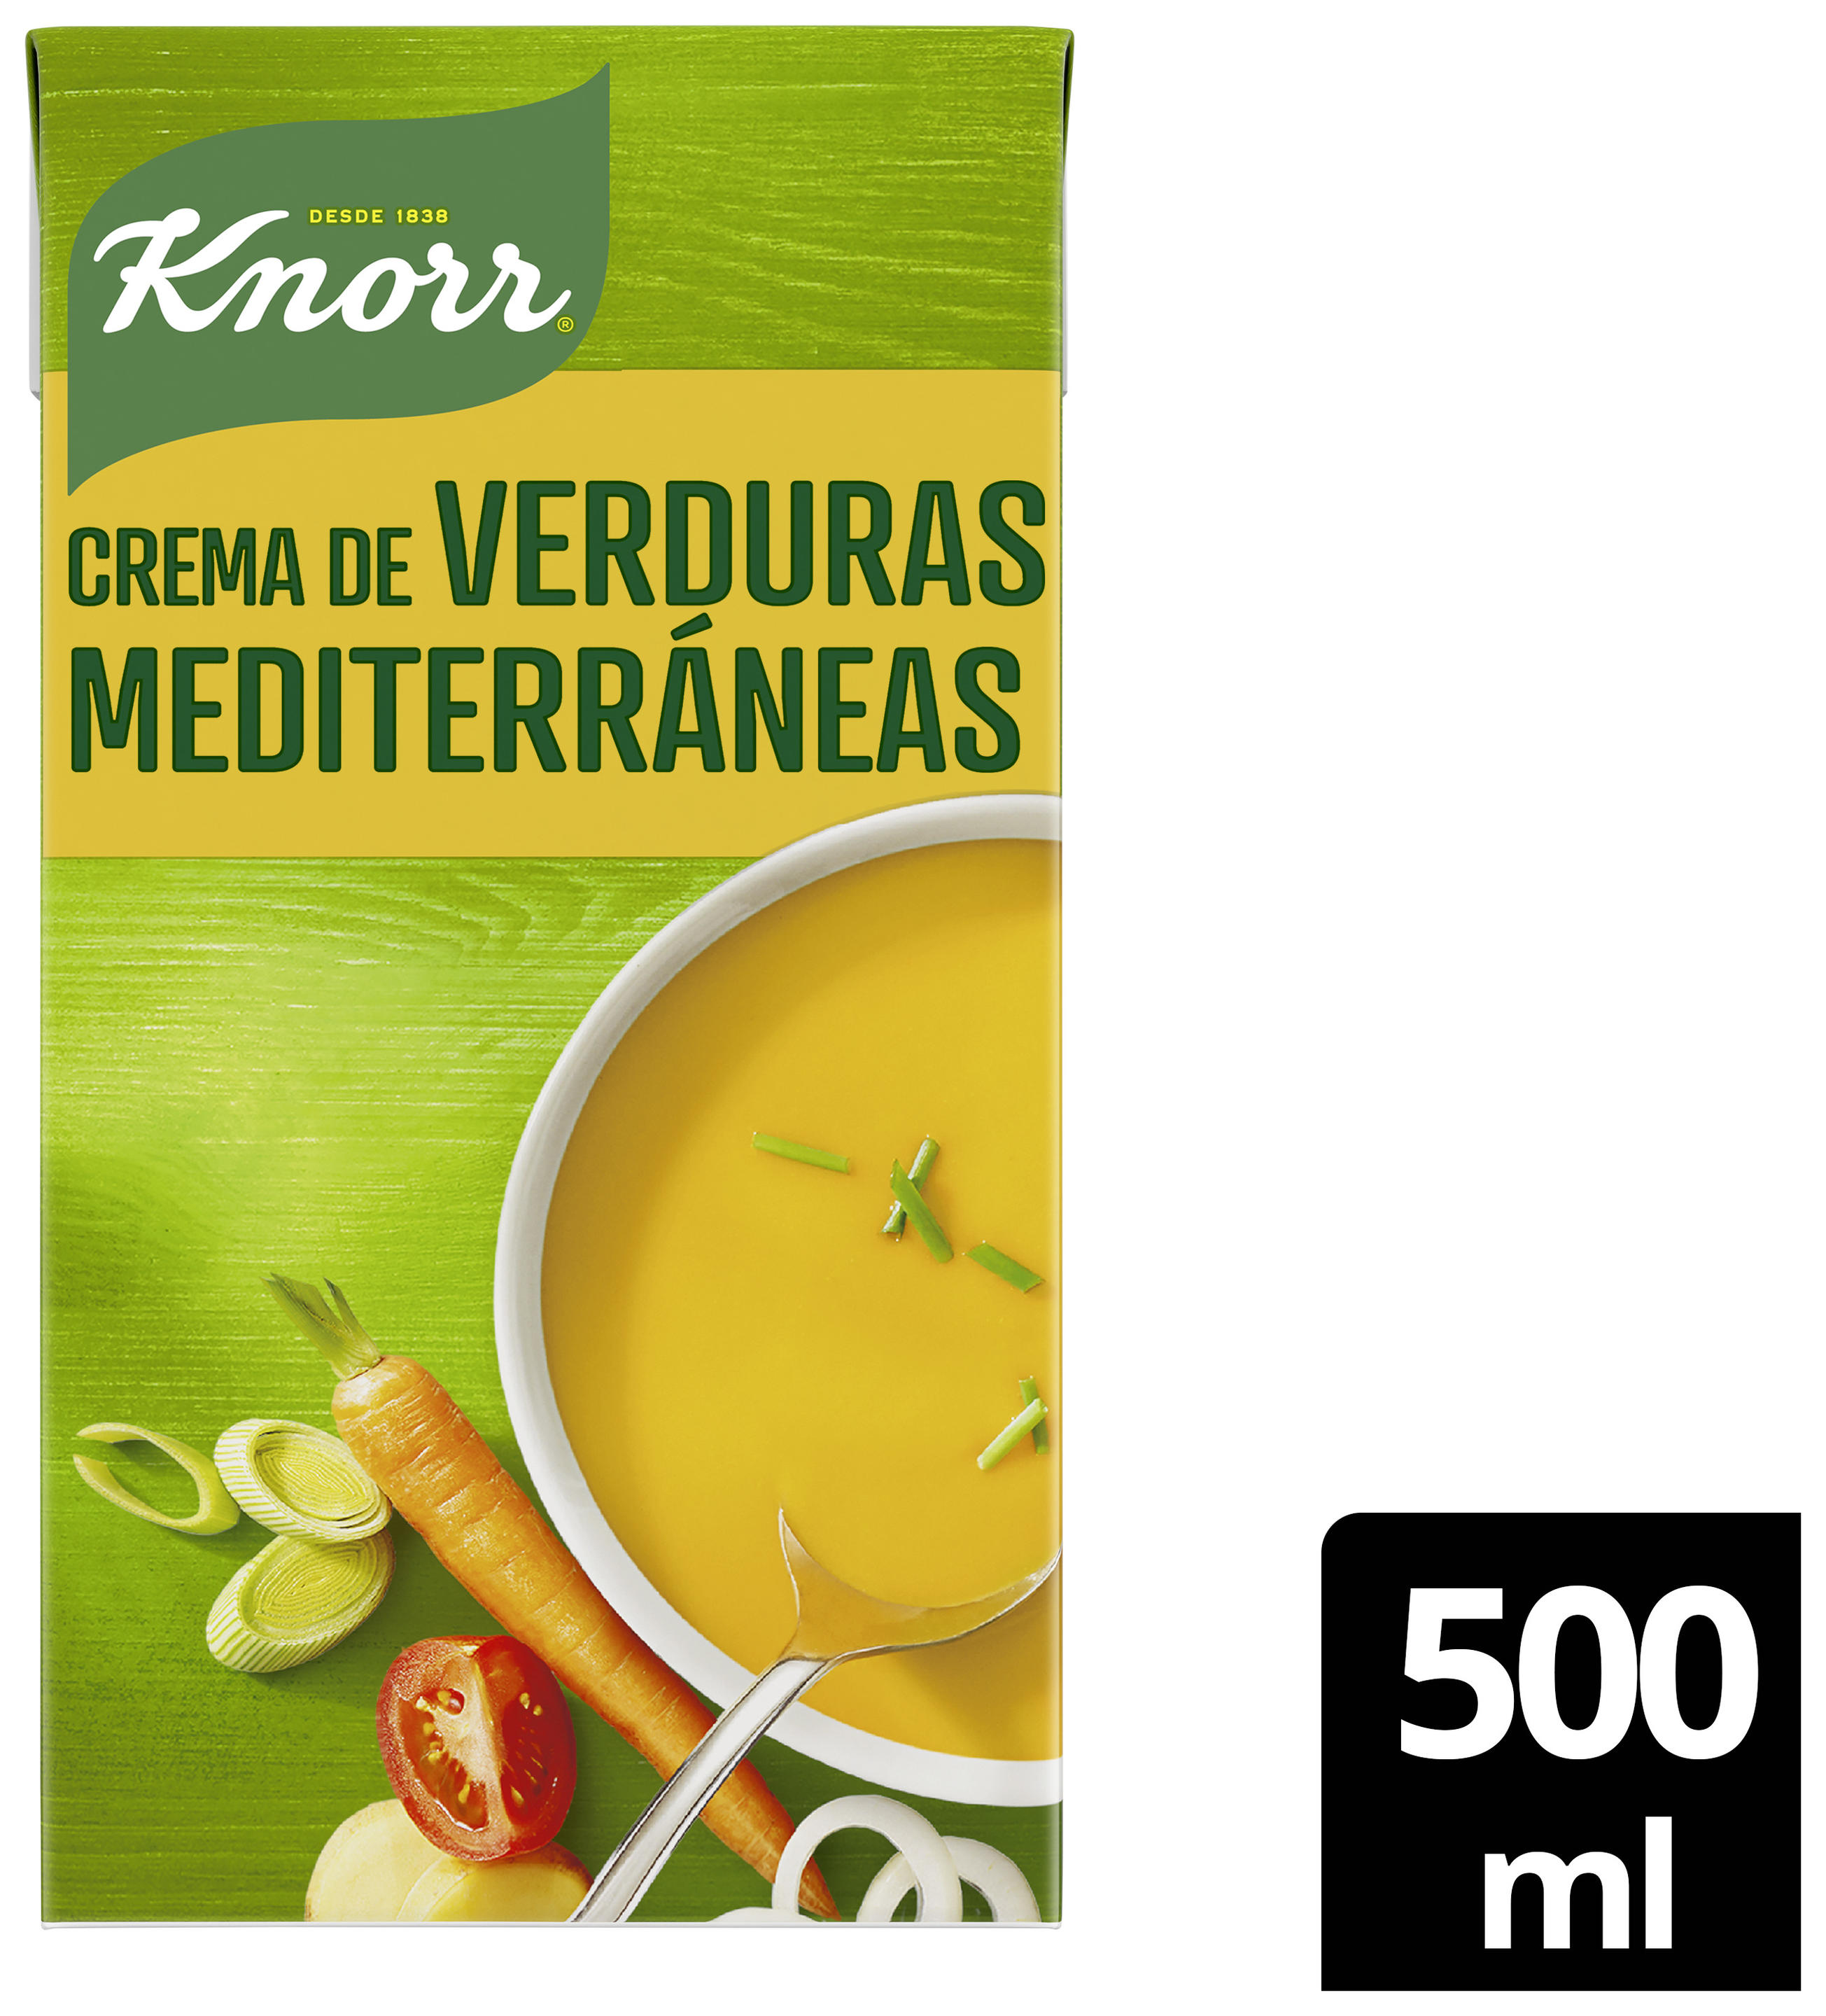 DESDE 1838
Knorr®
CREMA DE VERDURAS
MEDITERRÁNEAS
500
ml